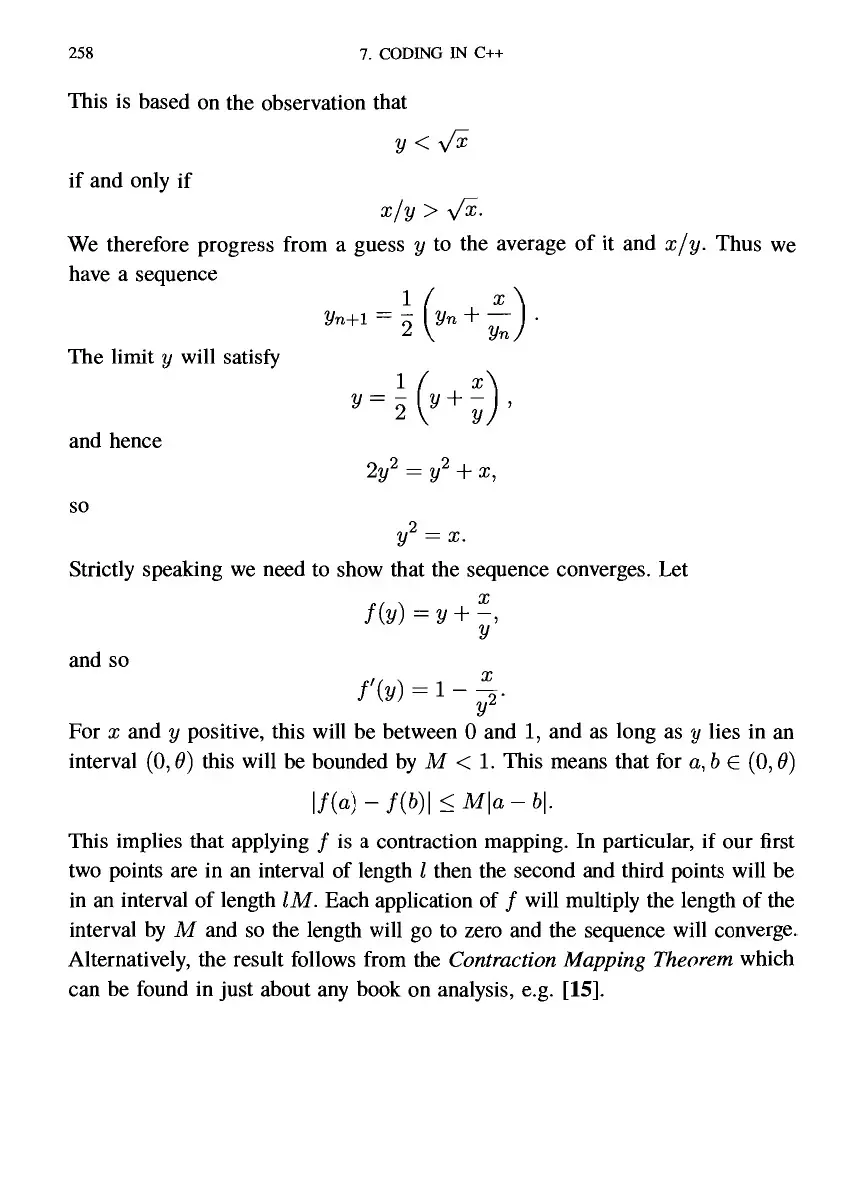 258 7. CODING IN C++
This is based on the observation that
y < √x
if and only if
x/y > √x.
We therefore progress from a guess y to the average of it and x/y. Thus we
have a sequence
yₙ₊₁ = 1/2 (yₙ + x/yₙ).
The limit y will satisfy
y = 1/2 (y + x/y),
and hence
2y² = y² + x,
so
y² = x.
Strictly speaking we need to show that the sequence converges. Let
f(y) = y + x/y,
and so
f′(y) = 1 − x/y².
For x and y positive, this will be between 0 and 1, and as long as y lies in an
interval (0, θ) this will be bounded by M < 1. This means that for a, b ∈ (0, θ)
|f(a) − f(b)| ≤ M|a − b|.
This implies that applying f is a contraction mapping. In particular, if our first
two points are in an interval of length l then the second and third points will be
in an interval of length lM. Each application of f will multiply the length of the
interval by M and so the length will go to zero and the sequence will converge.
Alternatively, the result follows from the Contraction Mapping Theorem which
can be found in just about any book on analysis, e.g. [15].